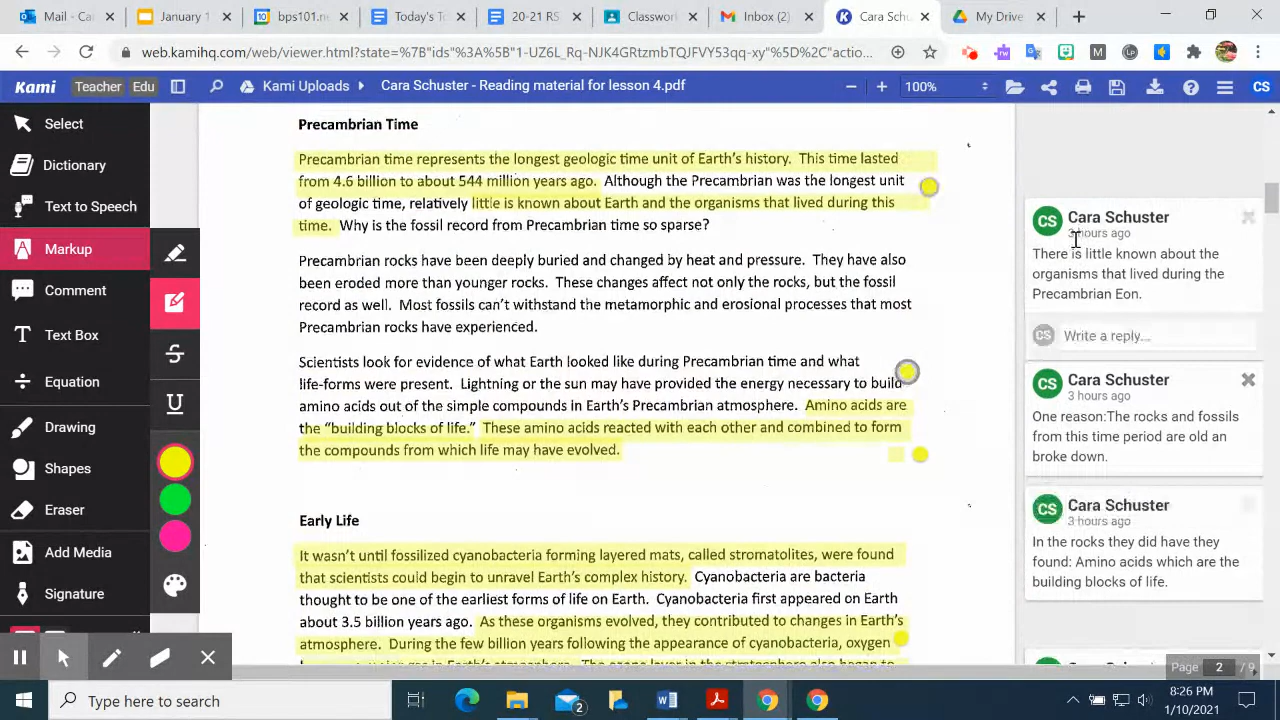 Mail - Ca
January 1
bps101.ne
Today's To
20-21 RS
Classwork
Inbox (2)
Cara Schu
My Drive
web.kamihq.com/web/viewer.html?state=%7B"ids"%3A%5B"1-UZ6L_Rq-NJK4GRtzmbTQJFVY53qq-xy"%5D%2C"actio...
Kami Teacher Edu
Kami Uploads
Cara Schuster - Reading material for lesson 4.pdf
100%
CS
Select
Dictionary
Text to Speech
Markup
Comment
Text Box
Equation
Drawing
Shapes
Eraser
Add Media
Signature
Precambrian Time
Precambrian time represents the longest geologic time unit of Earth's history. This time lasted
from 4.6 billion to about 544 million years ago. Although the Precambrian was the longest unit
of geologic time, relatively little is known about Earth and the organisms that lived during this
time. Why is the fossil record from Precambrian time so sparse?
Precambrian rocks have been deeply buried and changed by heat and pressure. They have also
been eroded more than younger rocks. These changes affect not only the rocks, but the fossil
record as well. Most fossils can't withstand the metamorphic and erosional processes that most
Precambrian rocks have experienced.
Scientists look for evidence of what Earth looked like during Precambrian time and what
life-forms were present. Lightning or the sun may have provided the energy necessary to build
amino acids out of the simple compounds in Earth's Precambrian atmosphere. Amino acids are
the "building blocks of life." These amino acids reacted with each other and combined to form
the compounds from which life may have evolved.
Early Life
It wasn't until fossilized cyanobacteria forming layered mats, called stromatolites, were found
that scientists could begin to unravel Earth's complex history. Cyanobacteria are bacteria
thought to be one of the earliest forms of life on Earth. Cyanobacteria first appeared on Earth
about 3.5 billion years ago. As these organisms evolved, they contributed to changes in Earth's
atmosphere. During the few billion years following the appearance of cyanobacteria, oxygen
CS
Cara Schuster
3 hours ago
There is little known about the
organisms that lived during the
Precambrian Eon.
CS
Write a reply...
CS
Cara Schuster
3 hours ago
One reason:The rocks and fossils
from this time period are old an
broke down.
CS
Cara Schuster
3 hours ago
In the rocks they did have they
found: Amino acids which are the
building blocks of life.
Page 2 / 9
Type here to search
2
8:26 PM
1/10/2021